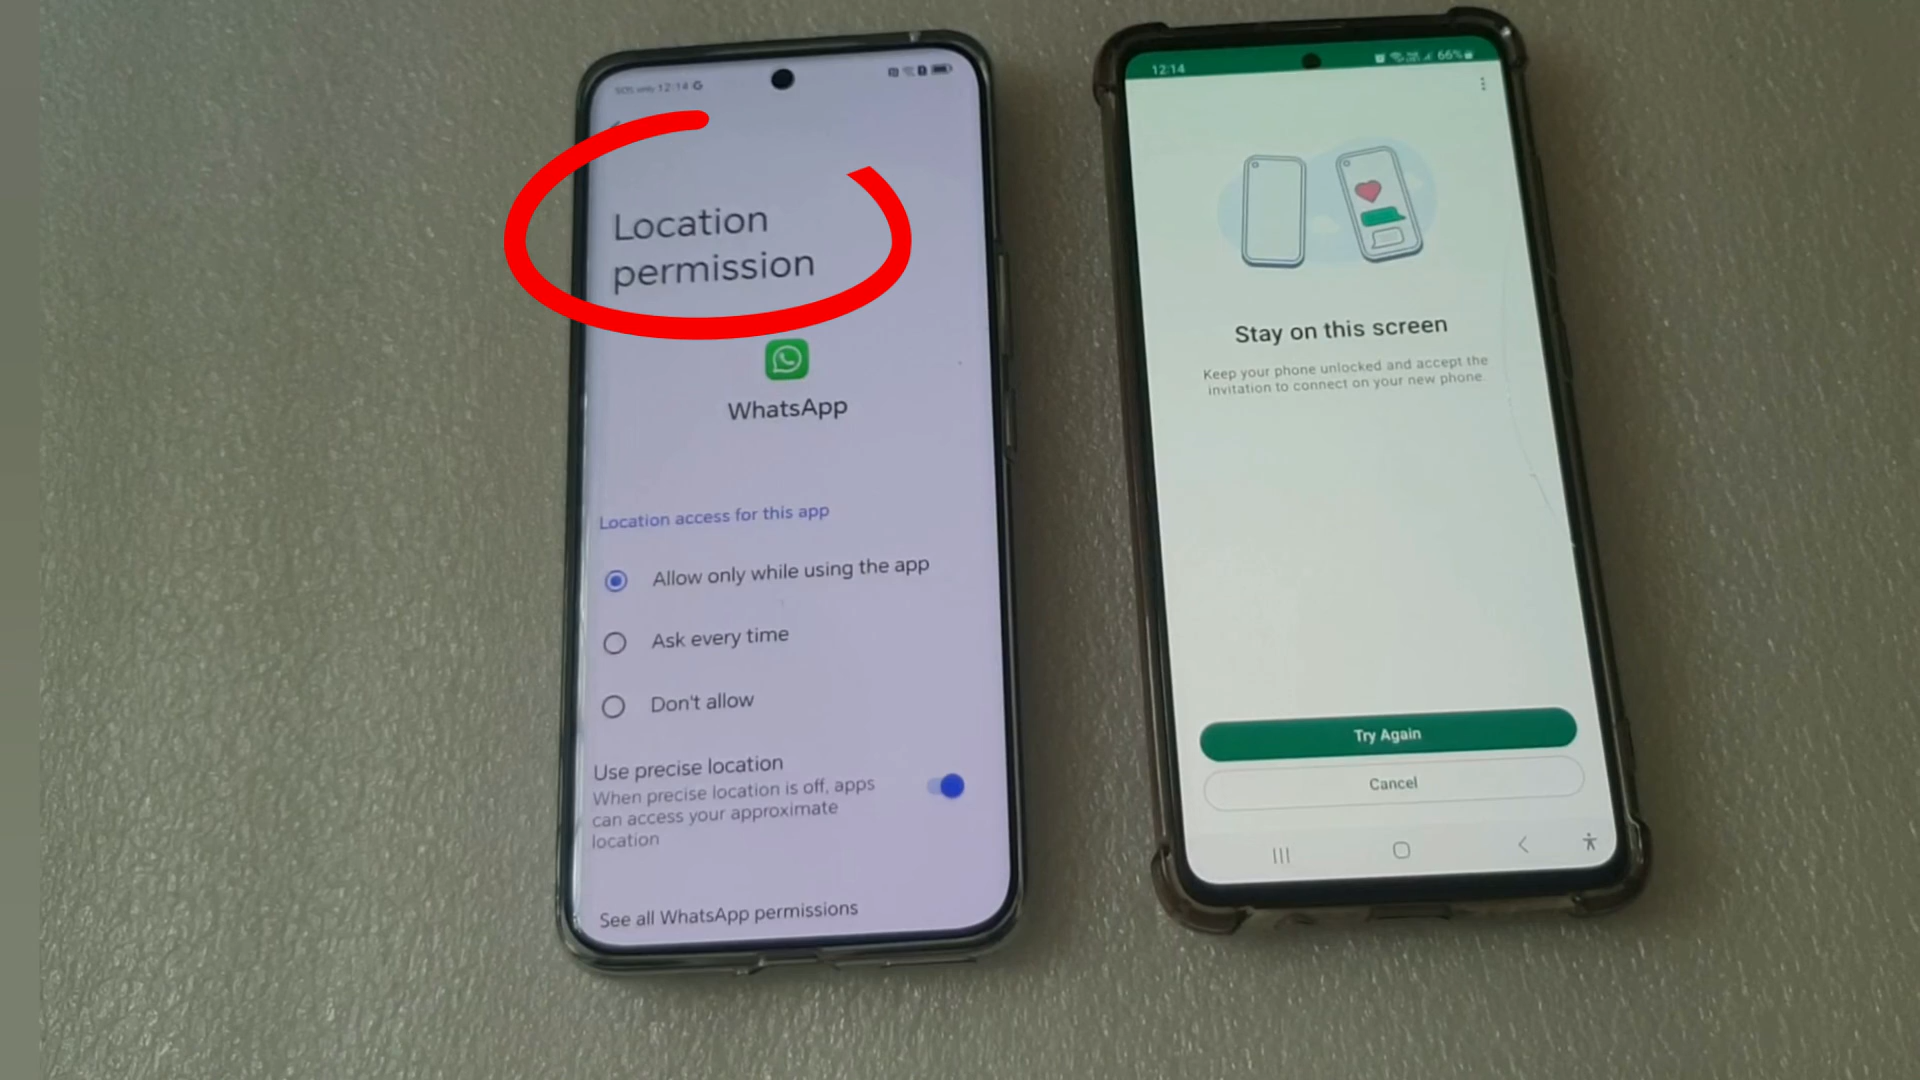 12:14
Location
permission
WhatsApp
Location access for this app
Allow only while using the app
Ask every time
Don't allow
Use precise location
When precise location is off, apps
can access your approximate
location
See all WhatsApp permissions
12:14
66%
Stay on this screen
Keep your phone unlocked and accept the
invitation to connect on your new phone.
Try Again
Cancel